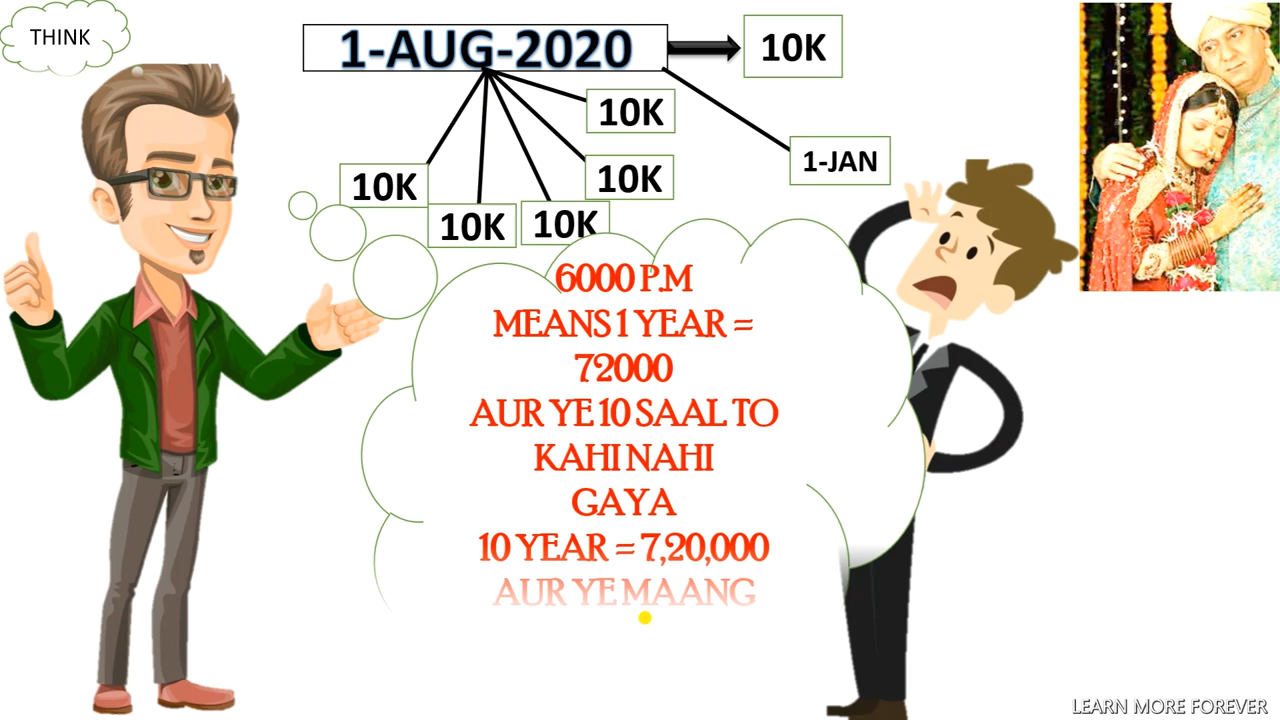 THINK
1-AUG-2020
10K
10K
1-JAN
10K
10K
10K
10K
6000 P.M
MEANS 1 YEAR =
72000
AUR YE 10 SAAL TO
KAHI NAHI
GAYA
10 YEAR = 7,20,000
AUR YE MAANG
LEARN MORE FOREVER